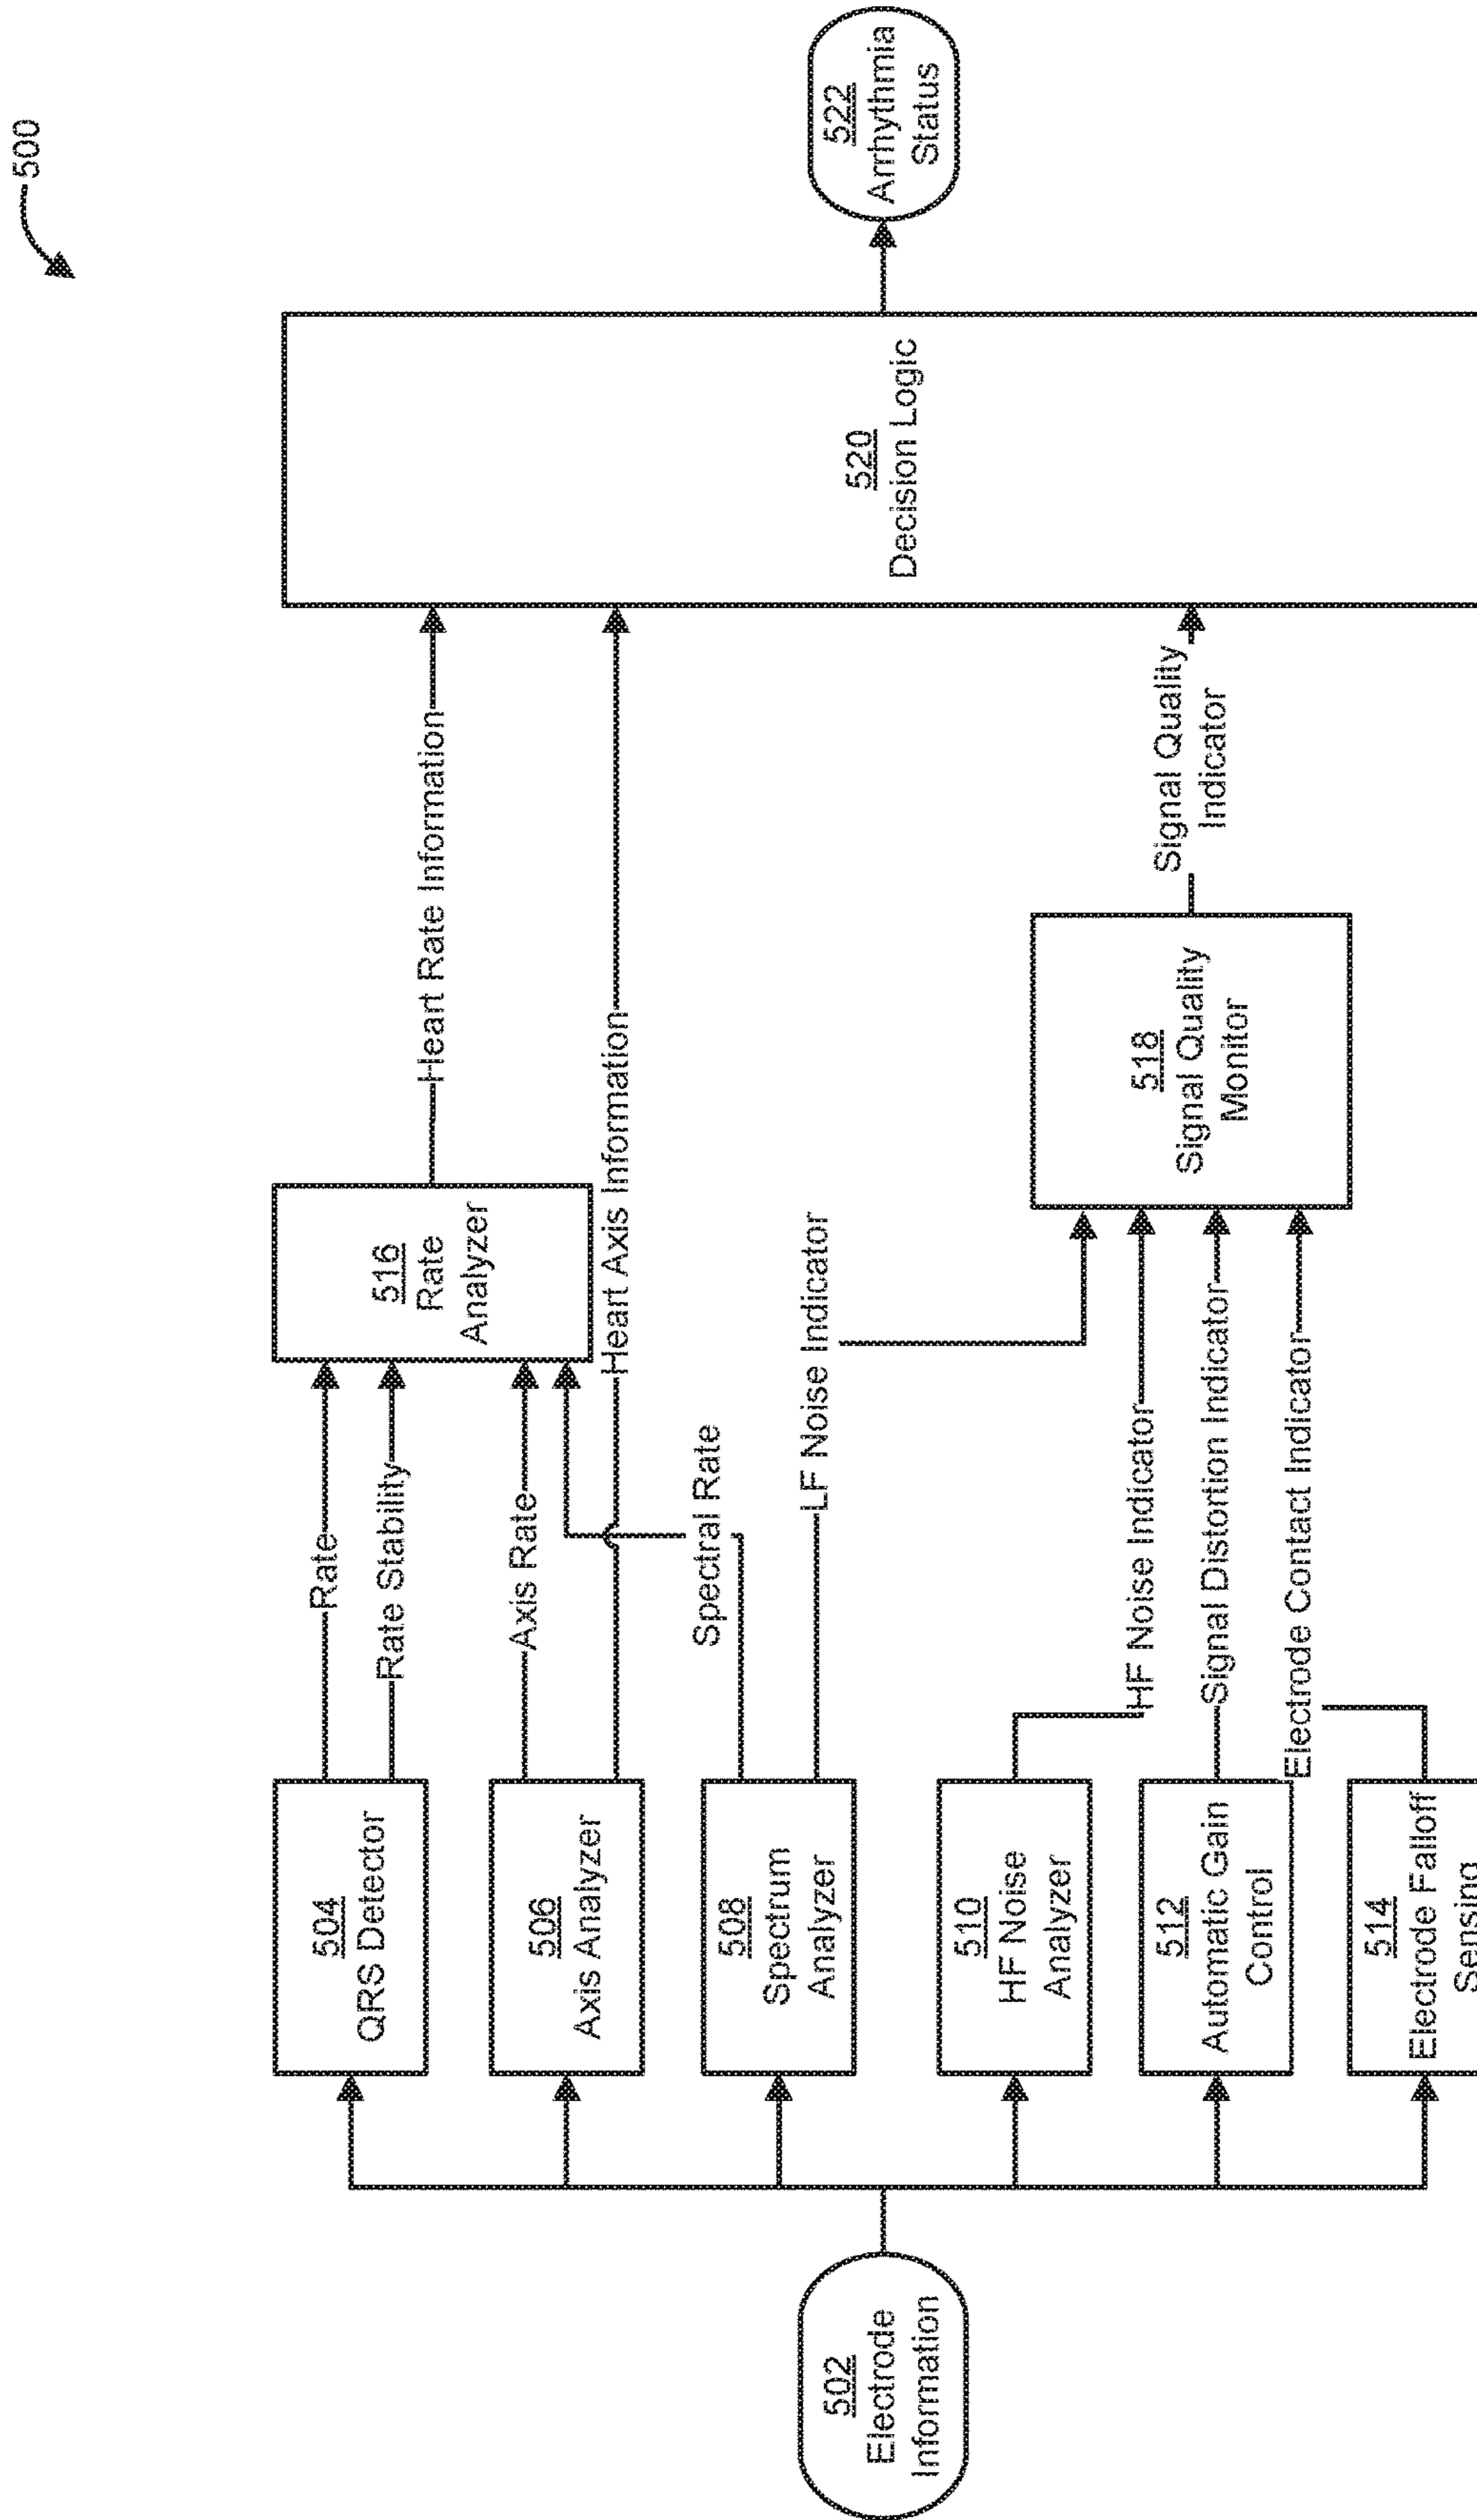 500
502
Electrode
Information
504
QRS Detector
506
Axis Analyzer
508
Spectrum
Analyzer
510
HF Noise
Analyzer
512
Automatic Gain
Control
514
Electrode Falloff
Sensing
Rate
Rate Stability
Axis Rate
Spectral Rate
LF Noise Indicator
HF Noise Indicator
Signal Distortion Indicator
Electrode Contact Indicator
516
Rate
Analyzer
Heart Axis Information
518
Signal Quality
Monitor
Heart Rate Information
Signal Quality
Indicator
520
Decision Logic
522
Arrhythmia
Status